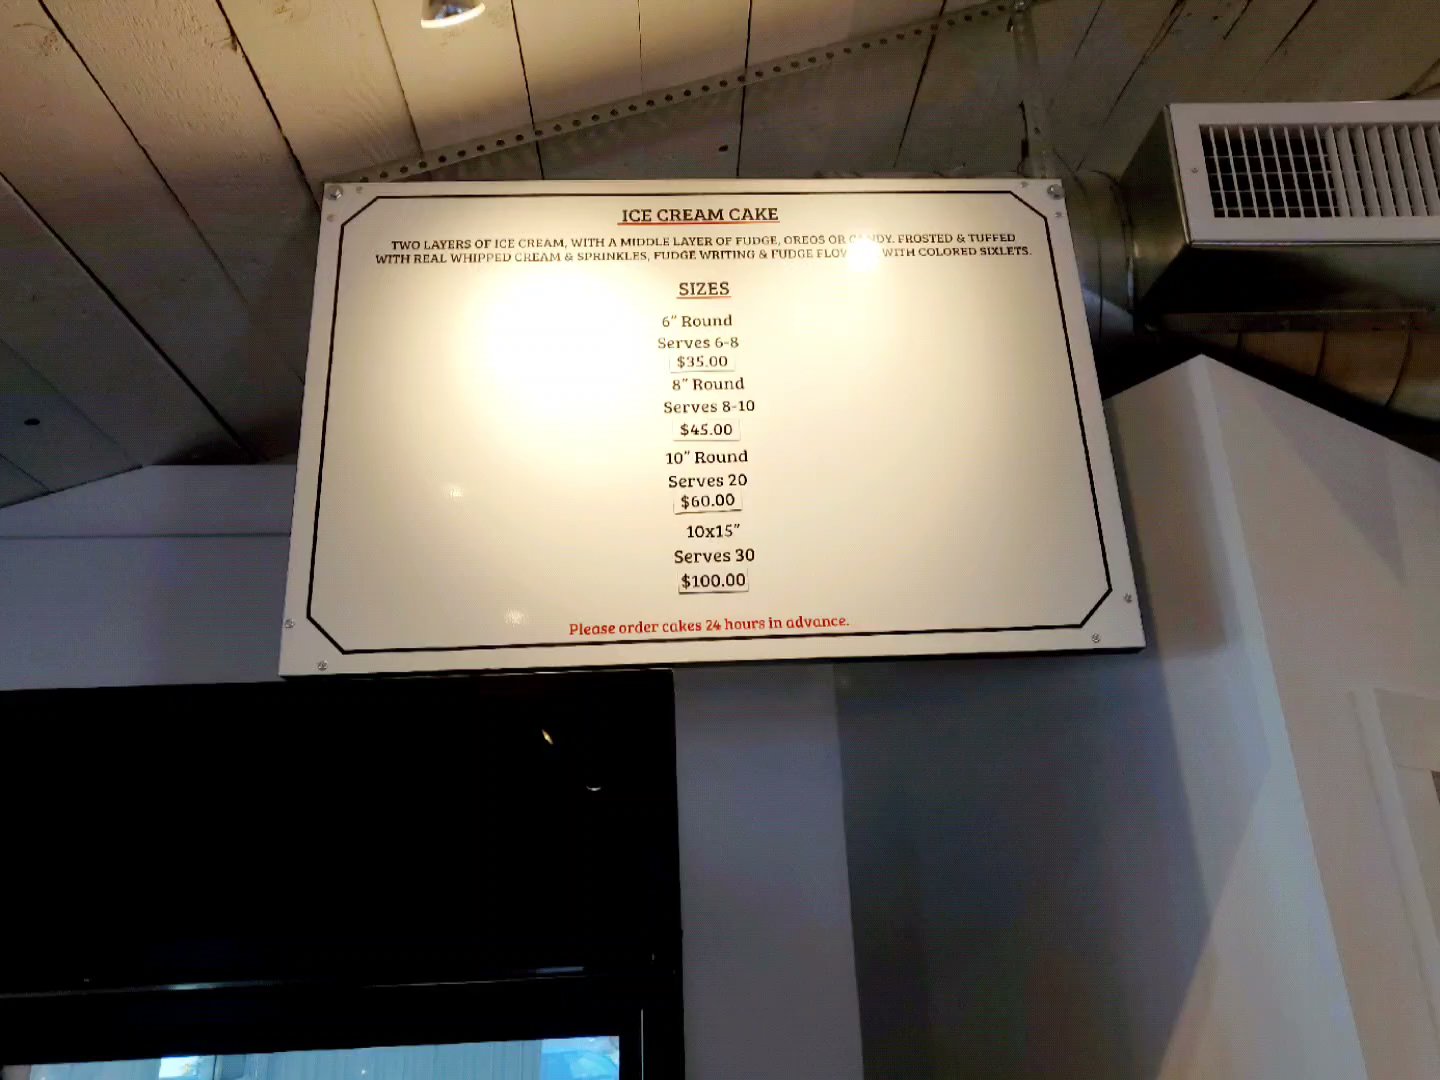 ICE CREAM CAKE
TWO LAYERS OF ICE CREAM, WITH A MIDDLE LAYER OF FUDGE, OREOS OR CANDY. FROSTED & TUFFED
WITH REAL WHIPPED CREAM & SPRINKLES, FUDGE WRITING & FUDGE WITH COLORED SIXLETS.
SIZES
6" Round
Serves 6-8
$35.00
8" Round
Serves 8-10
$45.00
10" Round
Serves 20
$60.00
10x15"
Serves 30
$100.00
Please order cakes 24 hours in advance.